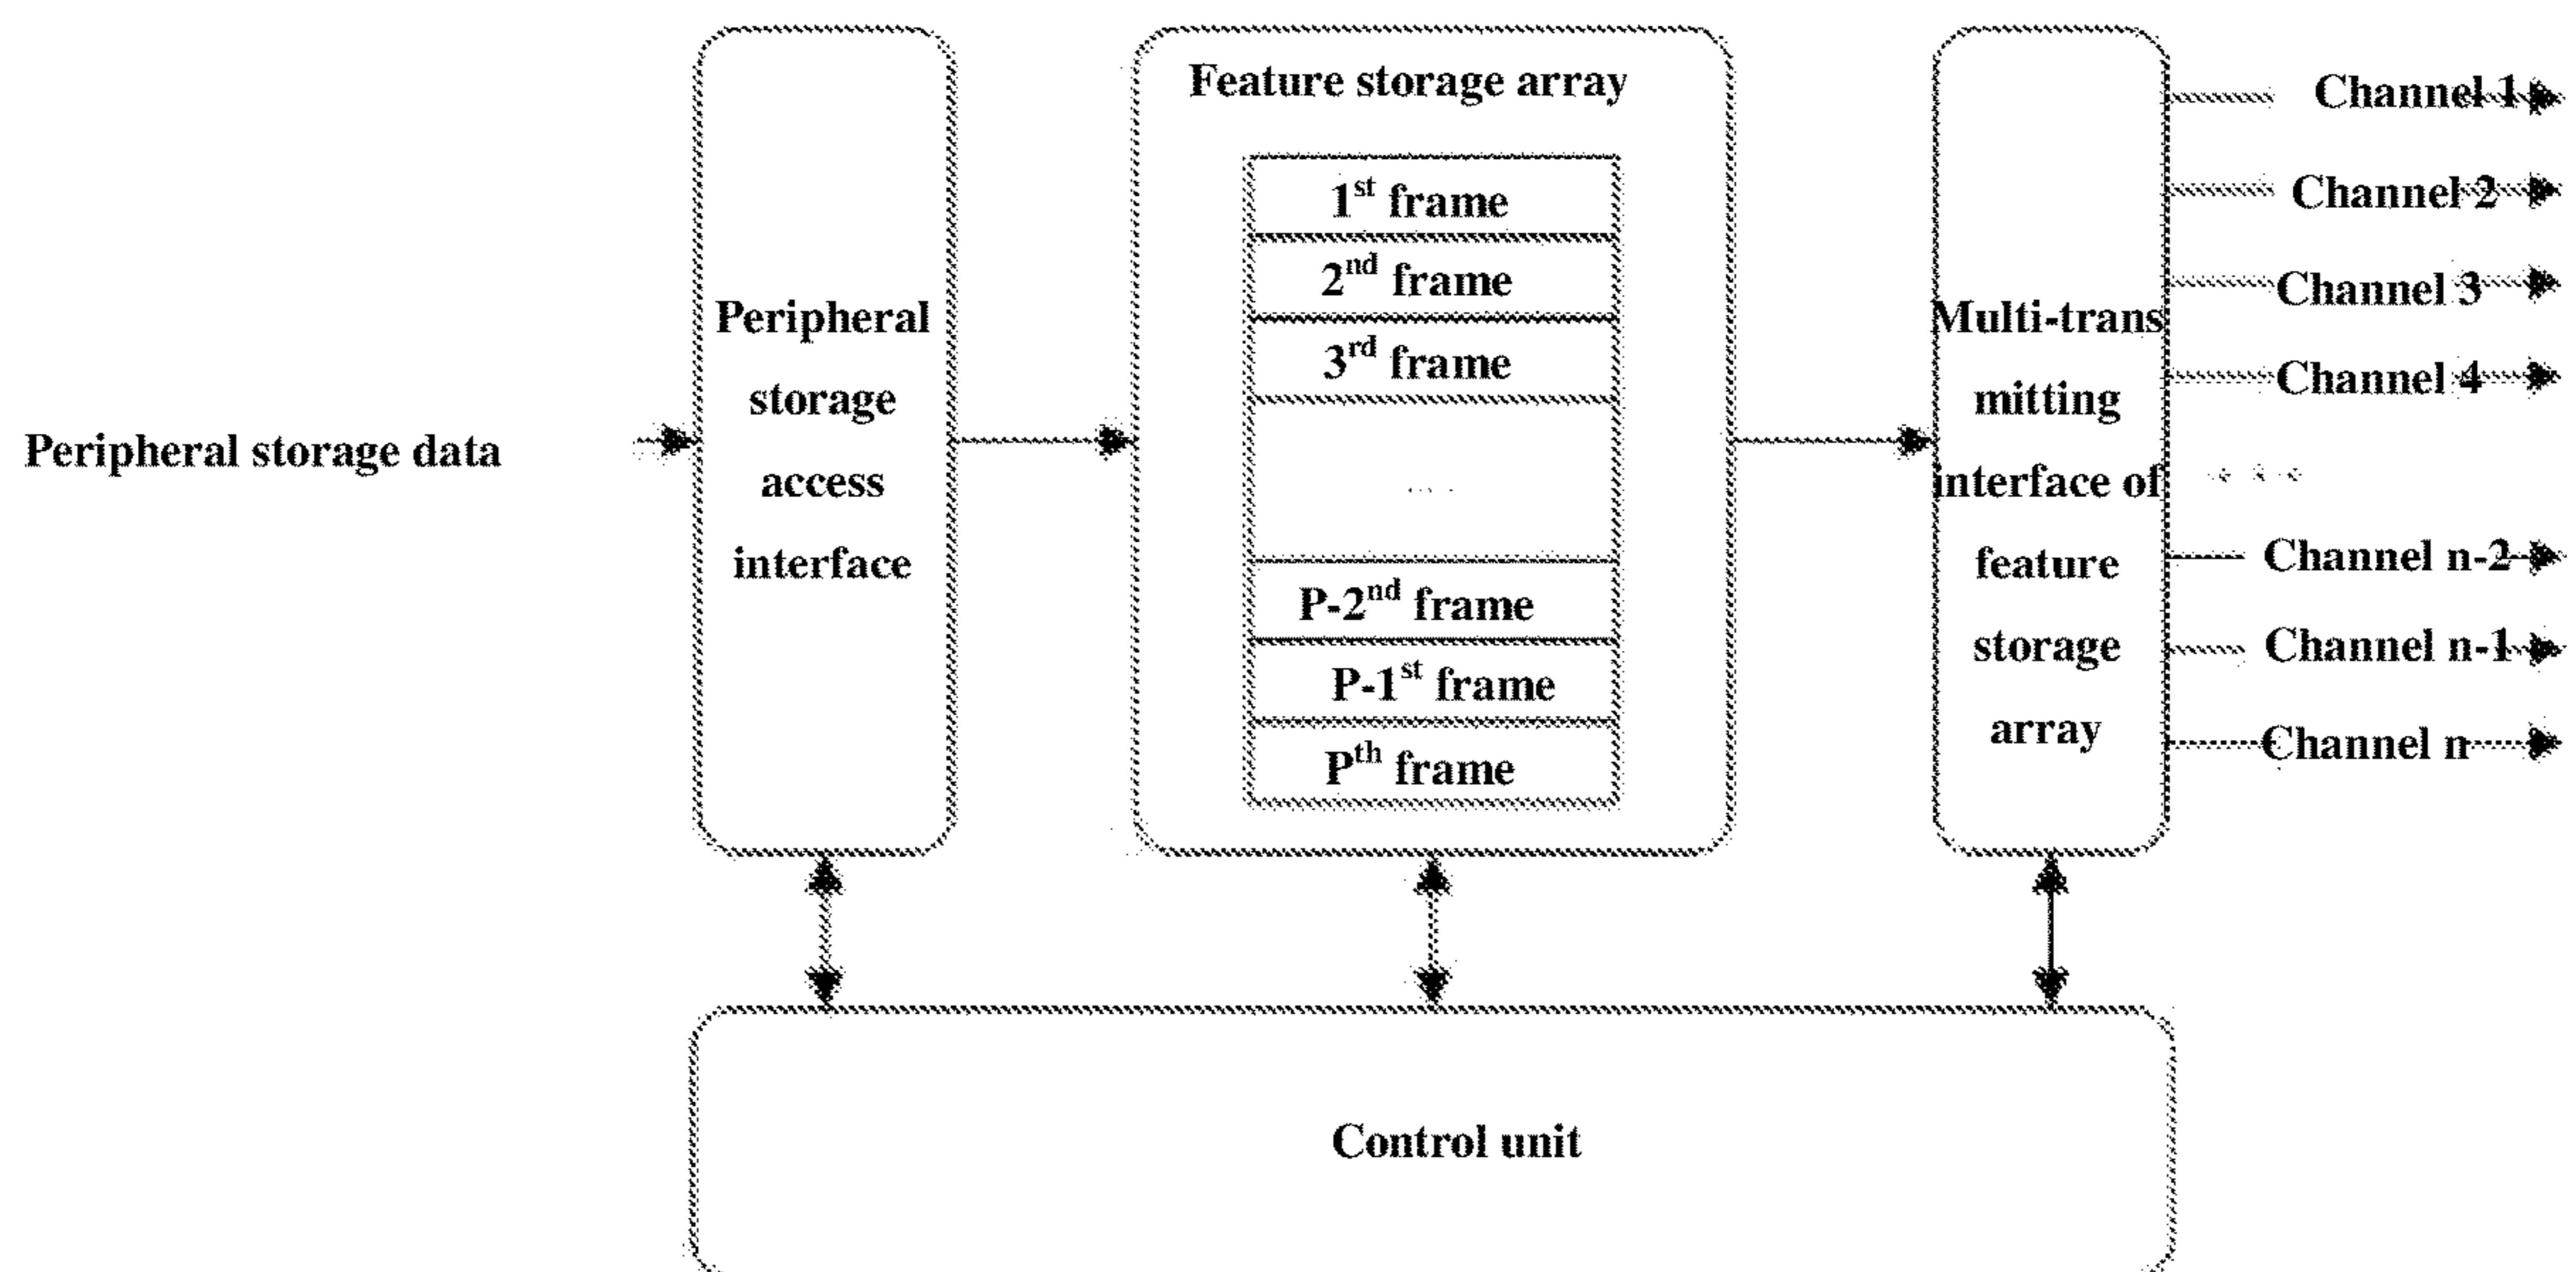 Peripheral storage data
Peripheral
storage
access
interface
Feature storage array
1st frame
2nd frame
3rd frame
...
P-2nd frame
P-1st frame
Pth frame
Multi-trans
mitting
interface of
feature
storage
array
Channel 1
Channel 2
Channel 3
Channel 4
...
Channel n-2
Channel n-1
Channel n
Control unit